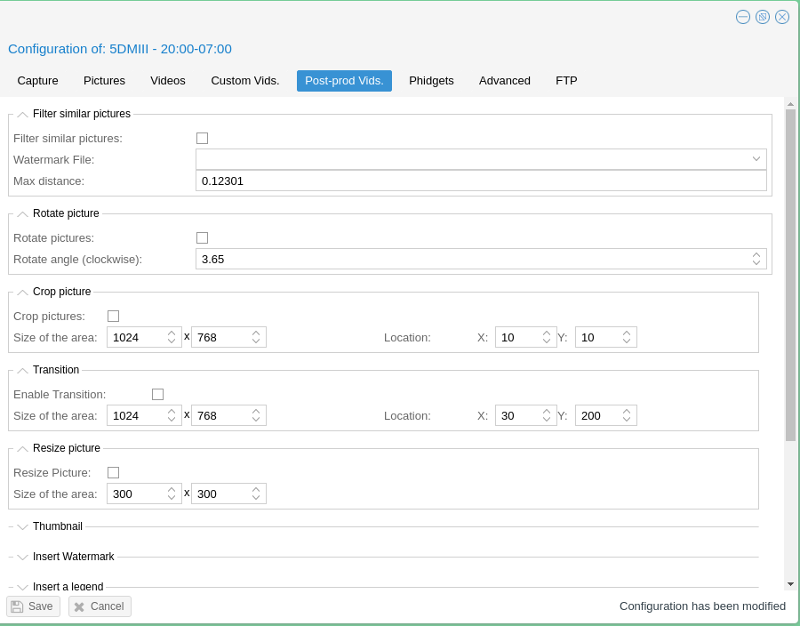 Configuration of: 5DMIII - 20:00-07:00
Capture Pictures Videos Custom Vids. Post-prod Vids. Phidgets Advanced FTP
Filter similar pictures
Filter similar pictures:
Watermark File:
Max distance: 0.12301
Rotate picture
Rotate pictures:
Rotate angle (clockwise): 3.65
Crop picture
Crop pictures:
Size of the area: 1024 x 768 Location: X: 10 Y: 10
Transition
Enable Transition:
Size of the area: 1024 x 768 Location: X: 30 Y: 200
Resize picture
Resize Picture:
Size of the area: 300 x 300
Thumbnail
Insert Watermark
Insert a legend
Save Cancel Configuration has been modified